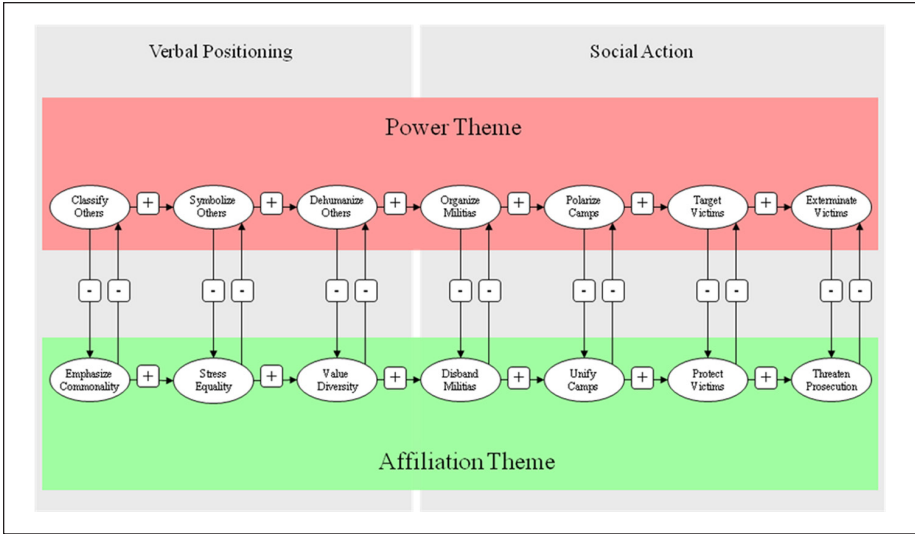 Verbal Positioning
Social Action
Power Theme
Classify
Others
+
Symbolize
Others
+
Dehumanize
Others
+
Organize
Militias
+
Polarize
Camps
+
Target
Victims
+
Exterminate
Victims
- - - - - - - - - - - - - -
Emphasize
Commonality
+
Stress
Equality
+
Value
Diversity
+
Disband
Militias
+
Unify
Camps
+
Protect
Victims
+
Threaten
Prosecution
Affiliation Theme